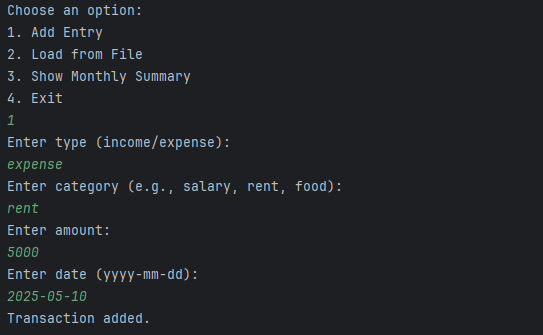 Choose an option:
1. Add Entry
2. Load from File
3. Show Monthly Summary
4. Exit
1
Enter type (income/expense):
expense
Enter category (e.g., salary, rent, food):
rent
Enter amount:
5000
Enter date (yyyy-mm-dd):
2025-05-10
Transaction added.